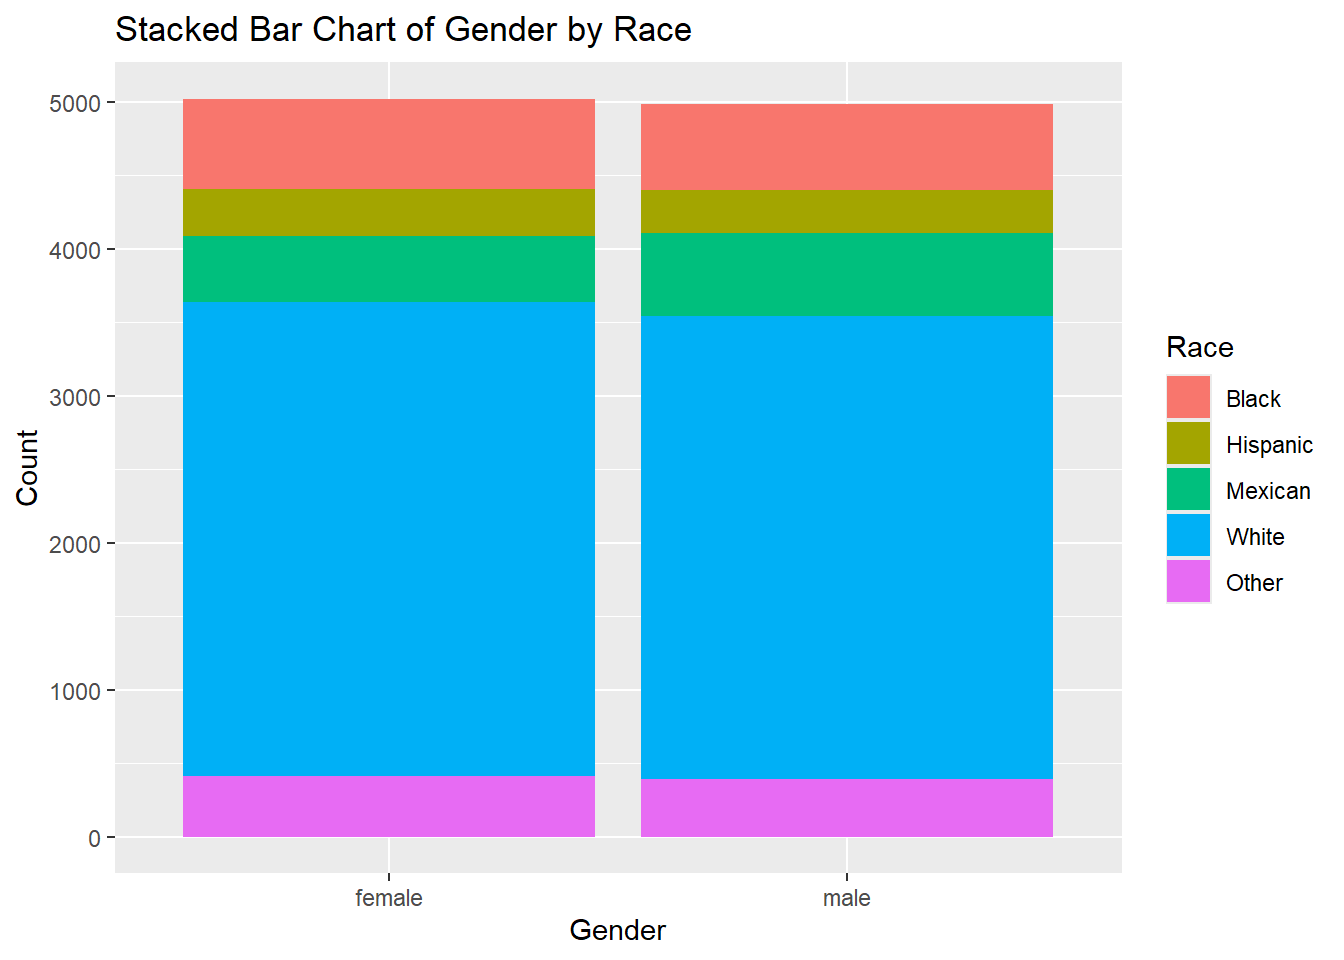 Stacked Bar Chart of Gender by Race
5000
4000
3000
2000
1000
0
Count
female
male
Gender
Race
Black
Hispanic
Mexican
White
Other